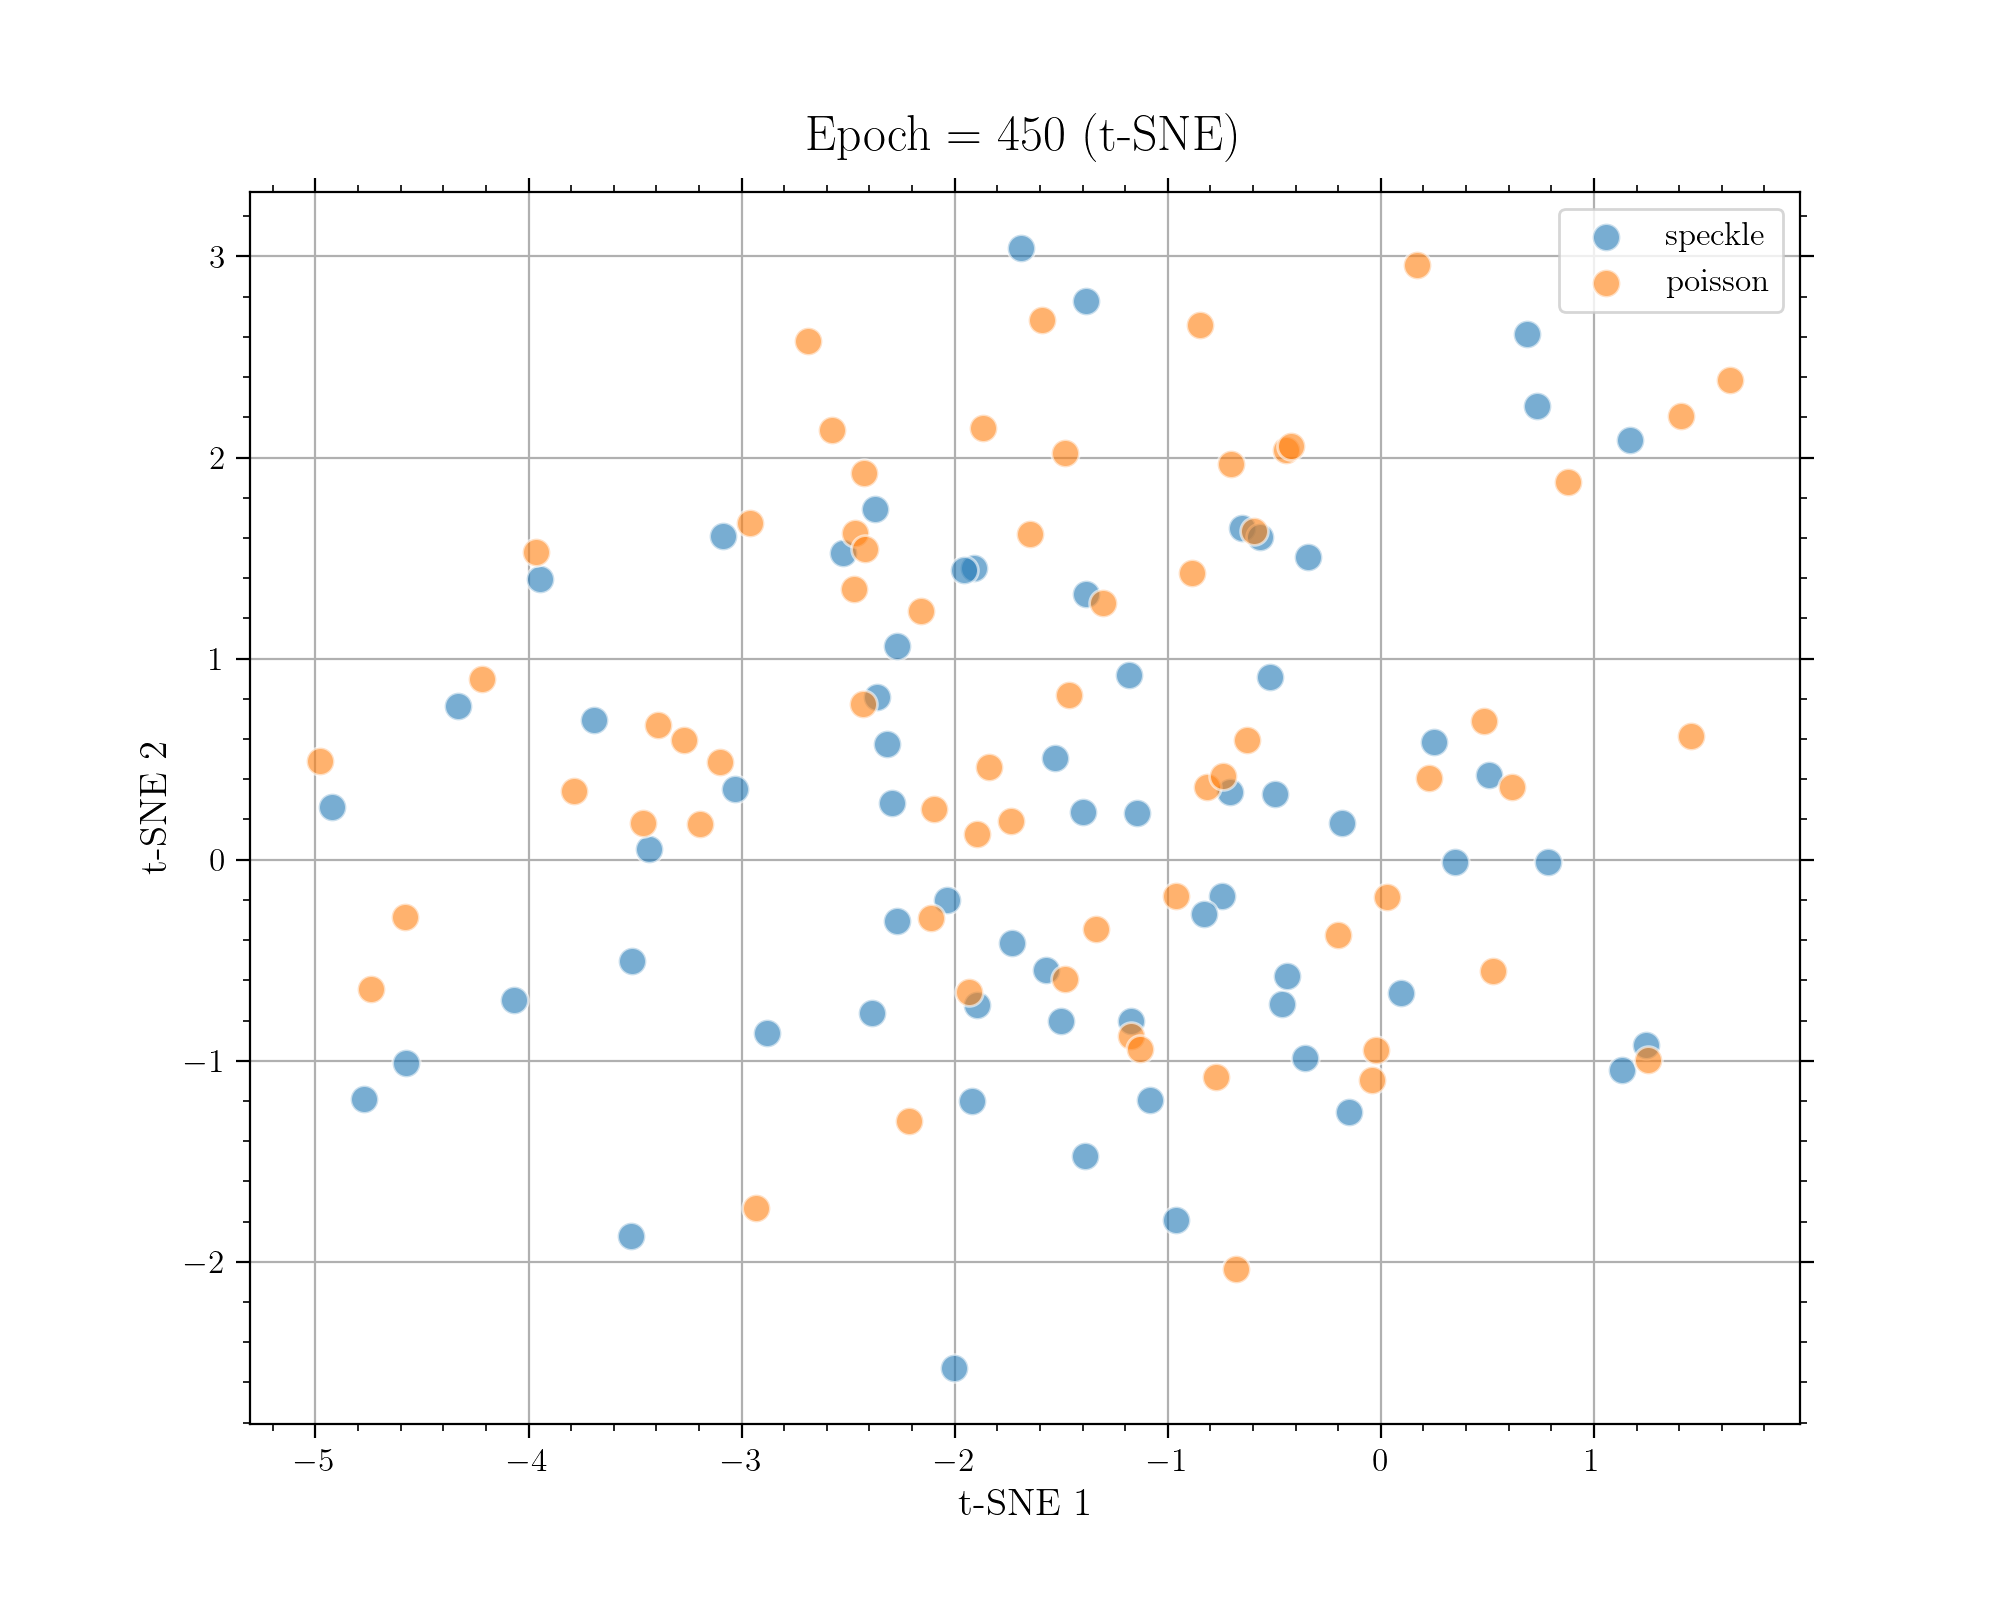 Epoch = 450 (t-SNE)
speckle
poisson
3
2
1
0
−1
−2
t-SNE 2
−5 −4 −3 −2 −1 0 1
t-SNE 1